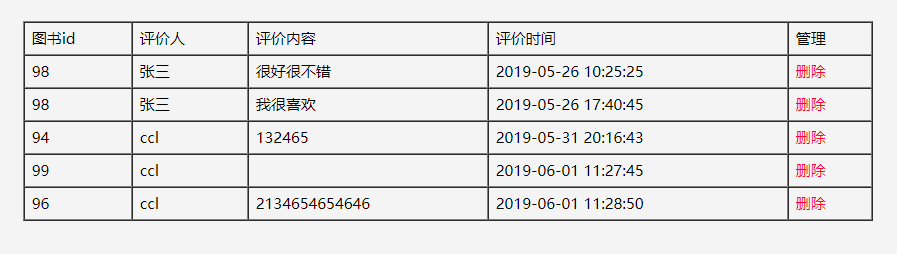 图书id 评价人 评价内容 评价时间 管理
98 张三 很好很不错 2019-05-26 10:25:25 删除
98 张三 我很喜欢 2019-05-26 17:40:45 删除
94 ccl 132465 2019-05-31 20:16:43 删除
99 ccl 2019-06-01 11:27:45 删除
96 ccl 2134654654646 2019-06-01 11:28:50 删除